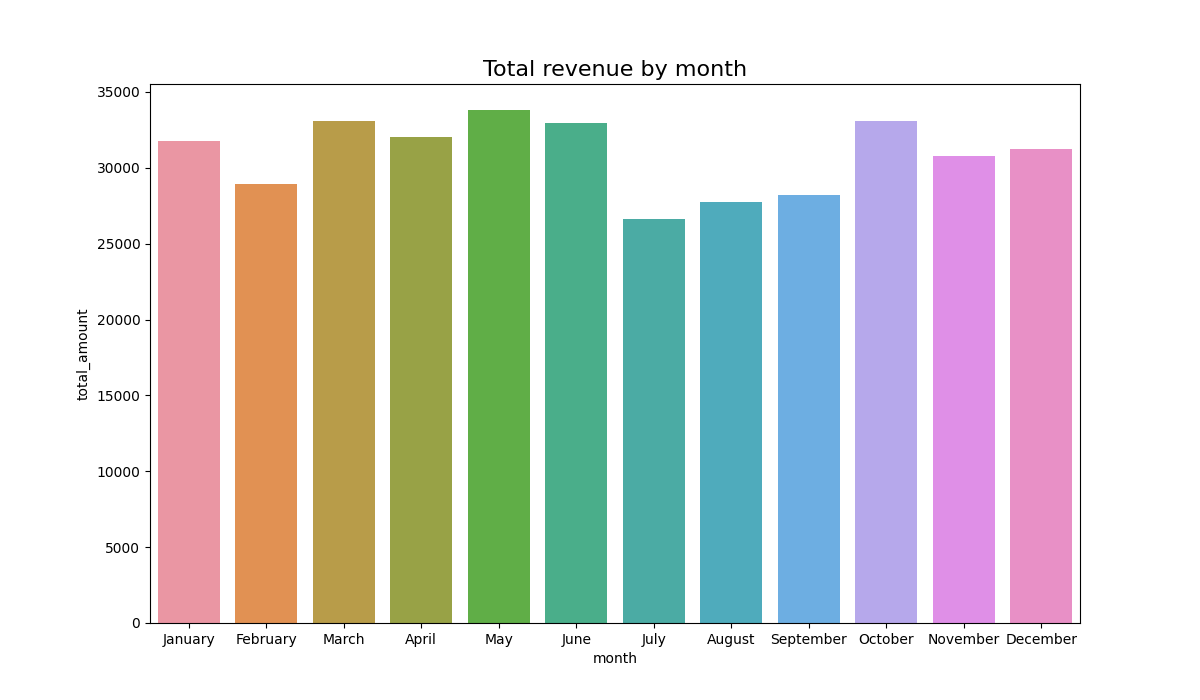 Total revenue by month
35000
30000
25000
20000
15000
10000
5000
0
total_amount
January February March April May June July August September October November December
month